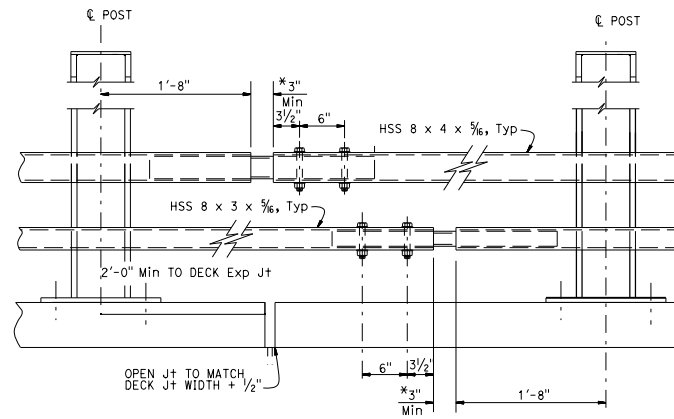 ℄ POST
℄ POST
1'-8"
*3"
Min
3½"
6"
HSS 8 x 4 x 5⁄16, Typ
HSS 8 x 3 x 5⁄16, Typ
2'-0" Min TO DECK Exp Jt
OPEN Jt TO MATCH
DECK Jt WIDTH + ½"
6"
3½"
*3"
Min
1'-8"